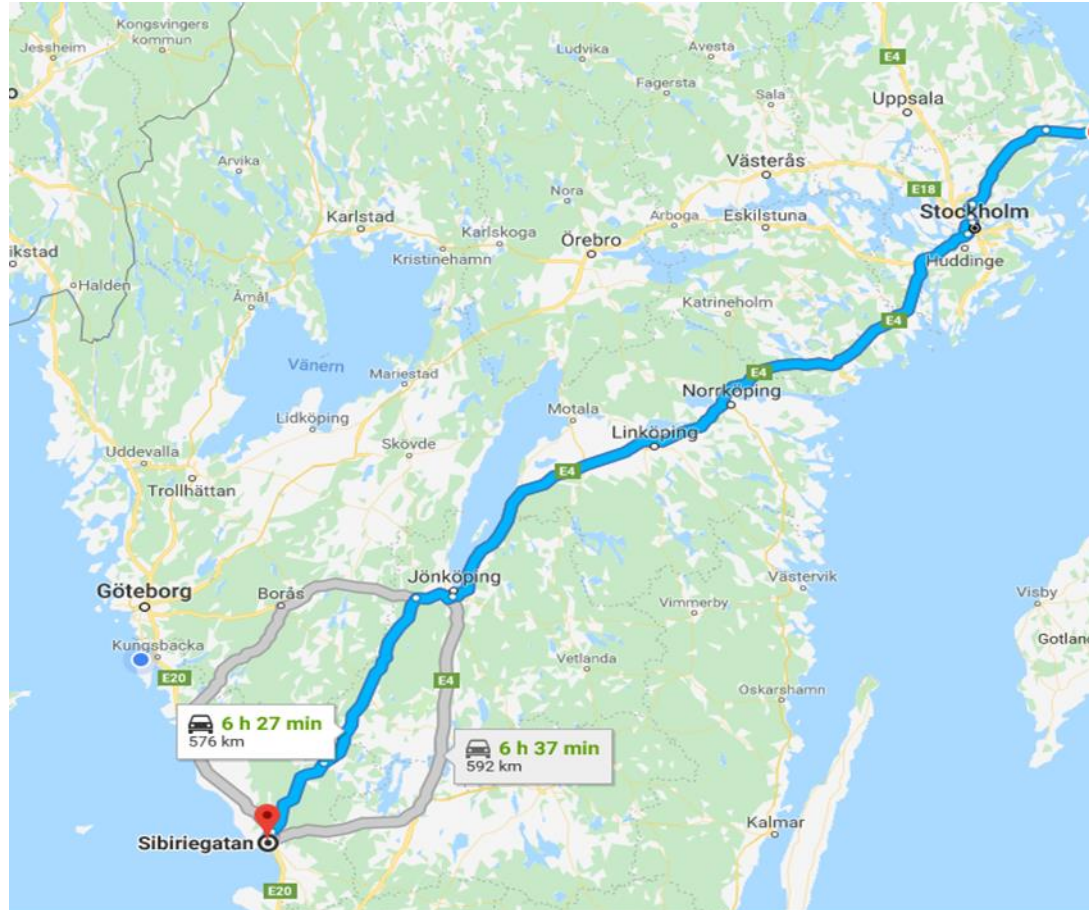 Kongsvingers
kommun
Jessheim
Ludvika
Avesta
E4
Fagersta
Sala
Uppsala
Arvika
Västerås
Nora
E18
Karlstad
Karlskoga
Örebro
Arboga
Eskilstuna
Stockholm
ikstad
Kristinehamn
Huddinge
Halden
Åmål
Katrineholm
E4
Vänern
Mariestad
E4
Norrköping
Lidköping
Motala
Linköping
Skövde
Uddevalla
E4
Trollhättan
Jönköping
Västervik
Göteborg
Borås
Vimmerby
Visby
Kungsbacka
Gotland
Vetlanda
E20
E4
Oskarshamn
6 h 27 min
576 km
6 h 37 min
592 km
Kalmar
Sibiriegatan
E20